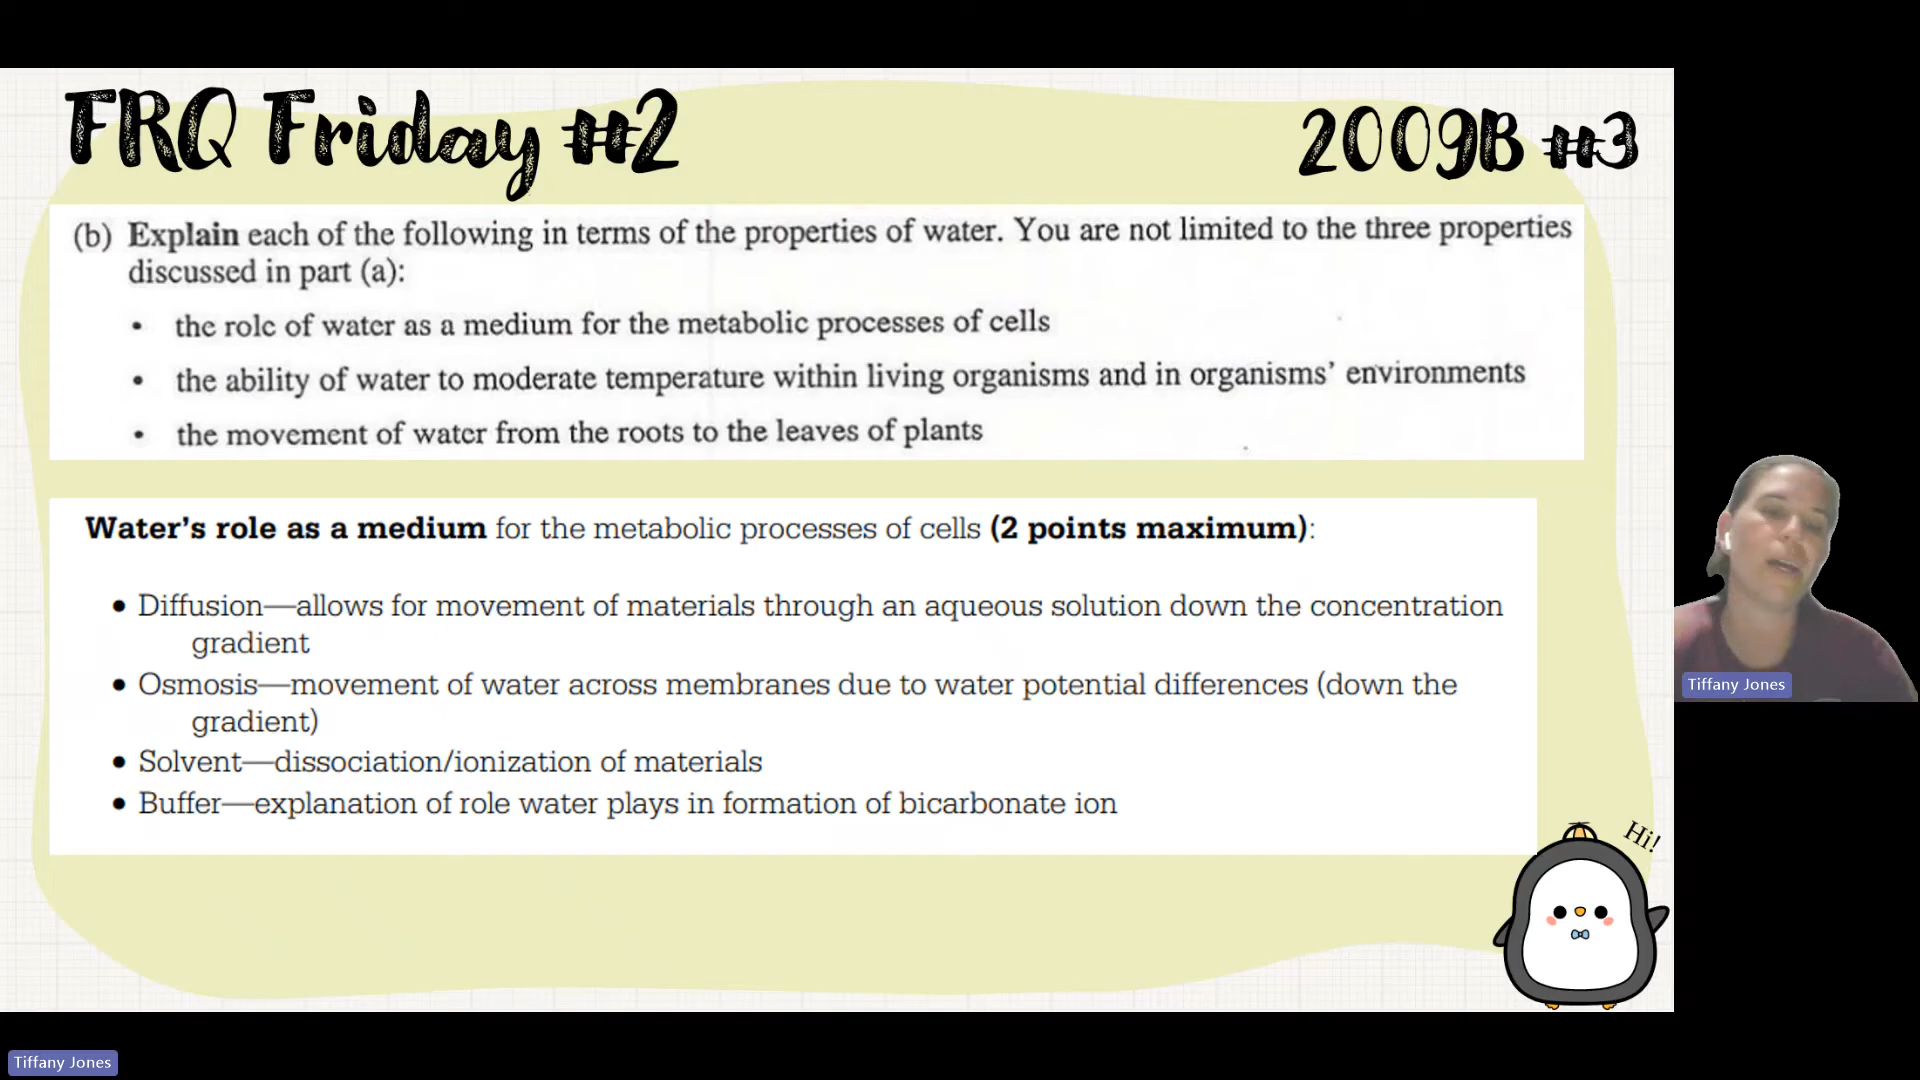 FRQ Friday #2
2009B #3
(b) Explain each of the following in terms of the properties of water. You are not limited to the three properties
discussed in part (a):
• the role of water as a medium for the metabolic processes of cells
• the ability of water to moderate temperature within living organisms and in organisms' environments
• the movement of water from the roots to the leaves of plants
Water's role as a medium for the metabolic processes of cells (2 points maximum):
• Diffusion—allows for movement of materials through an aqueous solution down the concentration
gradient
• Osmosis—movement of water across membranes due to water potential differences (down the
gradient)
• Solvent—dissociation/ionization of materials
• Buffer—explanation of role water plays in formation of bicarbonate ion
Hi!
Tiffany Jones
Tiffany Jones